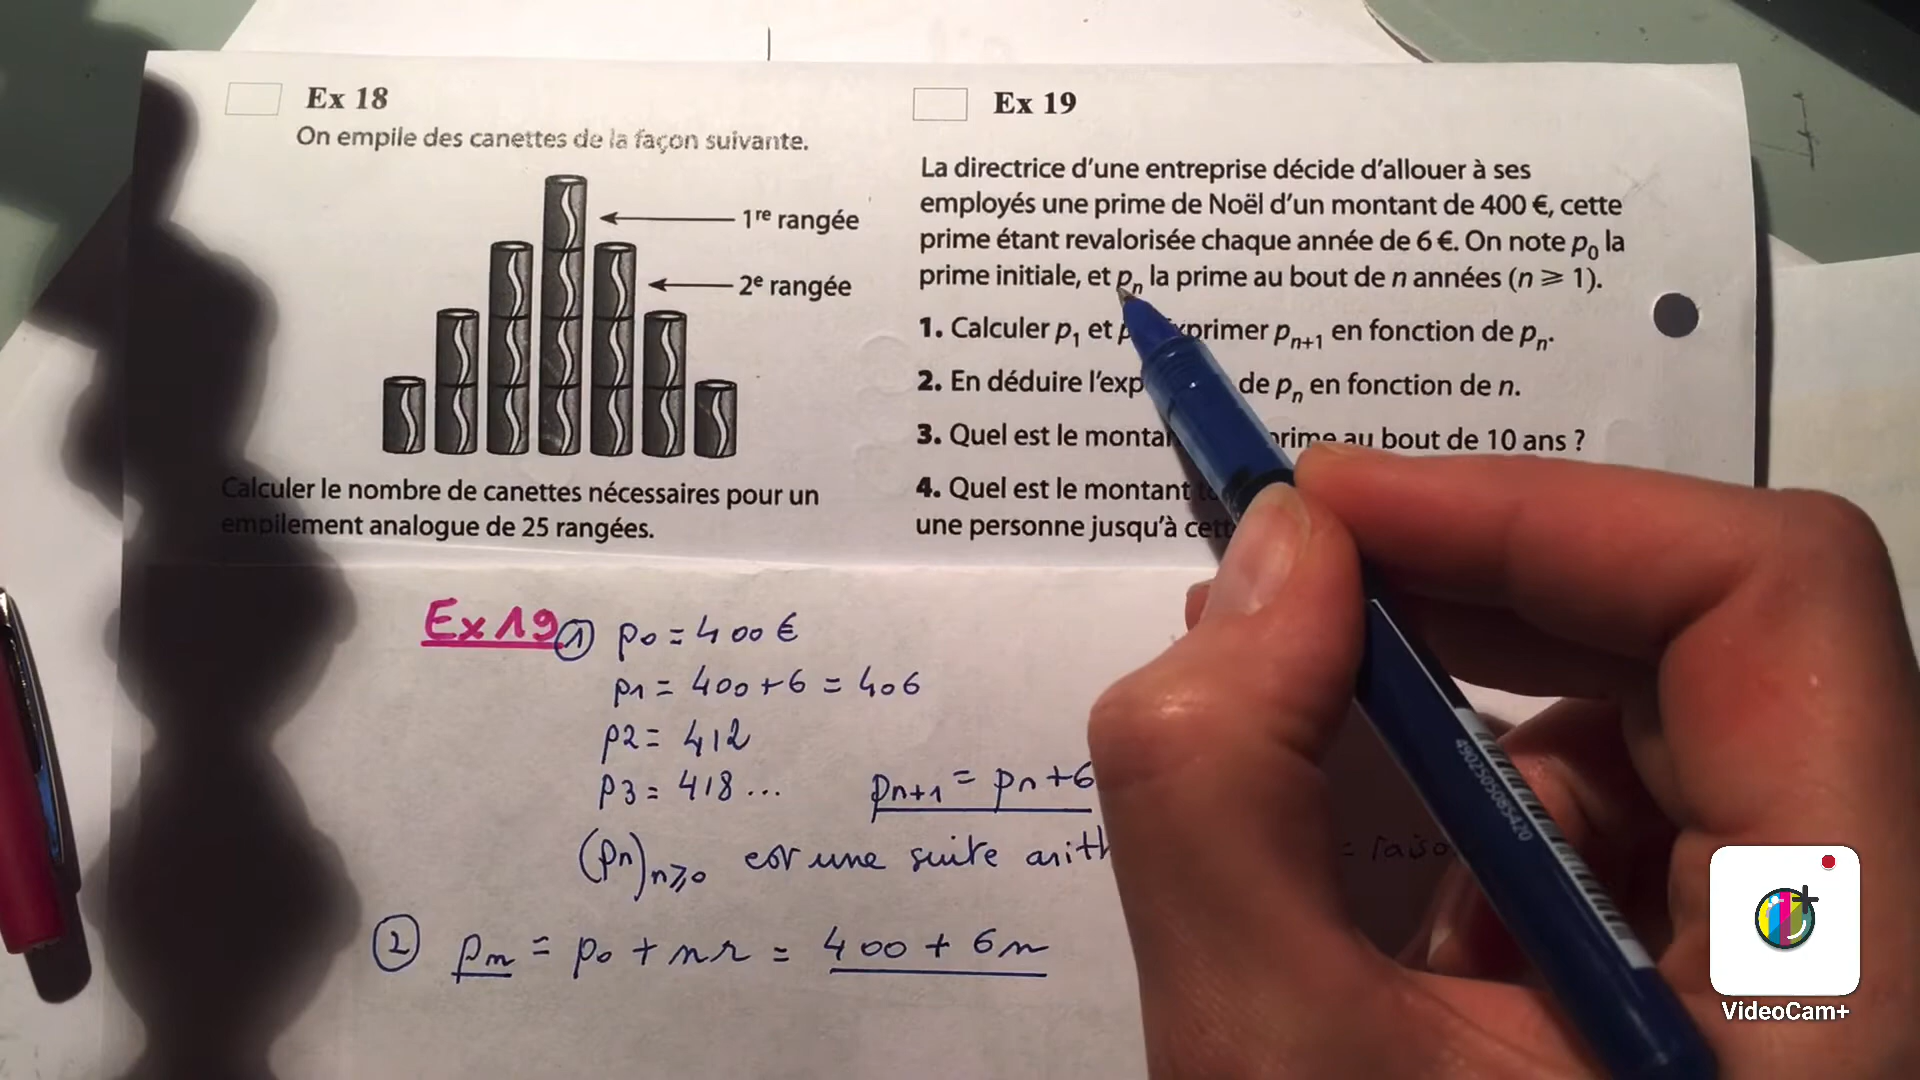 Ex 18
On empile des canettes de la façon suivante.
1re rangée
2e rangée
Calculer le nombre de canettes nécessaires pour un
empilement analogue de 25 rangées.
Ex 19
La directrice d'une entreprise décide d'allouer à ses
employés une prime de Noël d'un montant de 400 €, cette
prime étant revalorisée chaque année de 6 €. On note p0 la
prime initiale, et pn la prime au bout de n années (n ⩾ 1).
1. Calculer p1 et p exprimer pn+1 en fonction de pn.
2. En déduire l'exp de pn en fonction de n.
3. Quel est le monta prime au bout de 10 ans ?
4. Quel est le montant
une personne jusqu'à cett
Ex 19 ① p0 = 400 €
p1 = 400 + 6 = 406
p2 = 412
p3 = 418 ...
pn+1 = pn + 6
(pn)n⩾0 est une suite arith = raiso
② pn = p0 + nr = 400 + 6n
4902505085420
VideoCam+